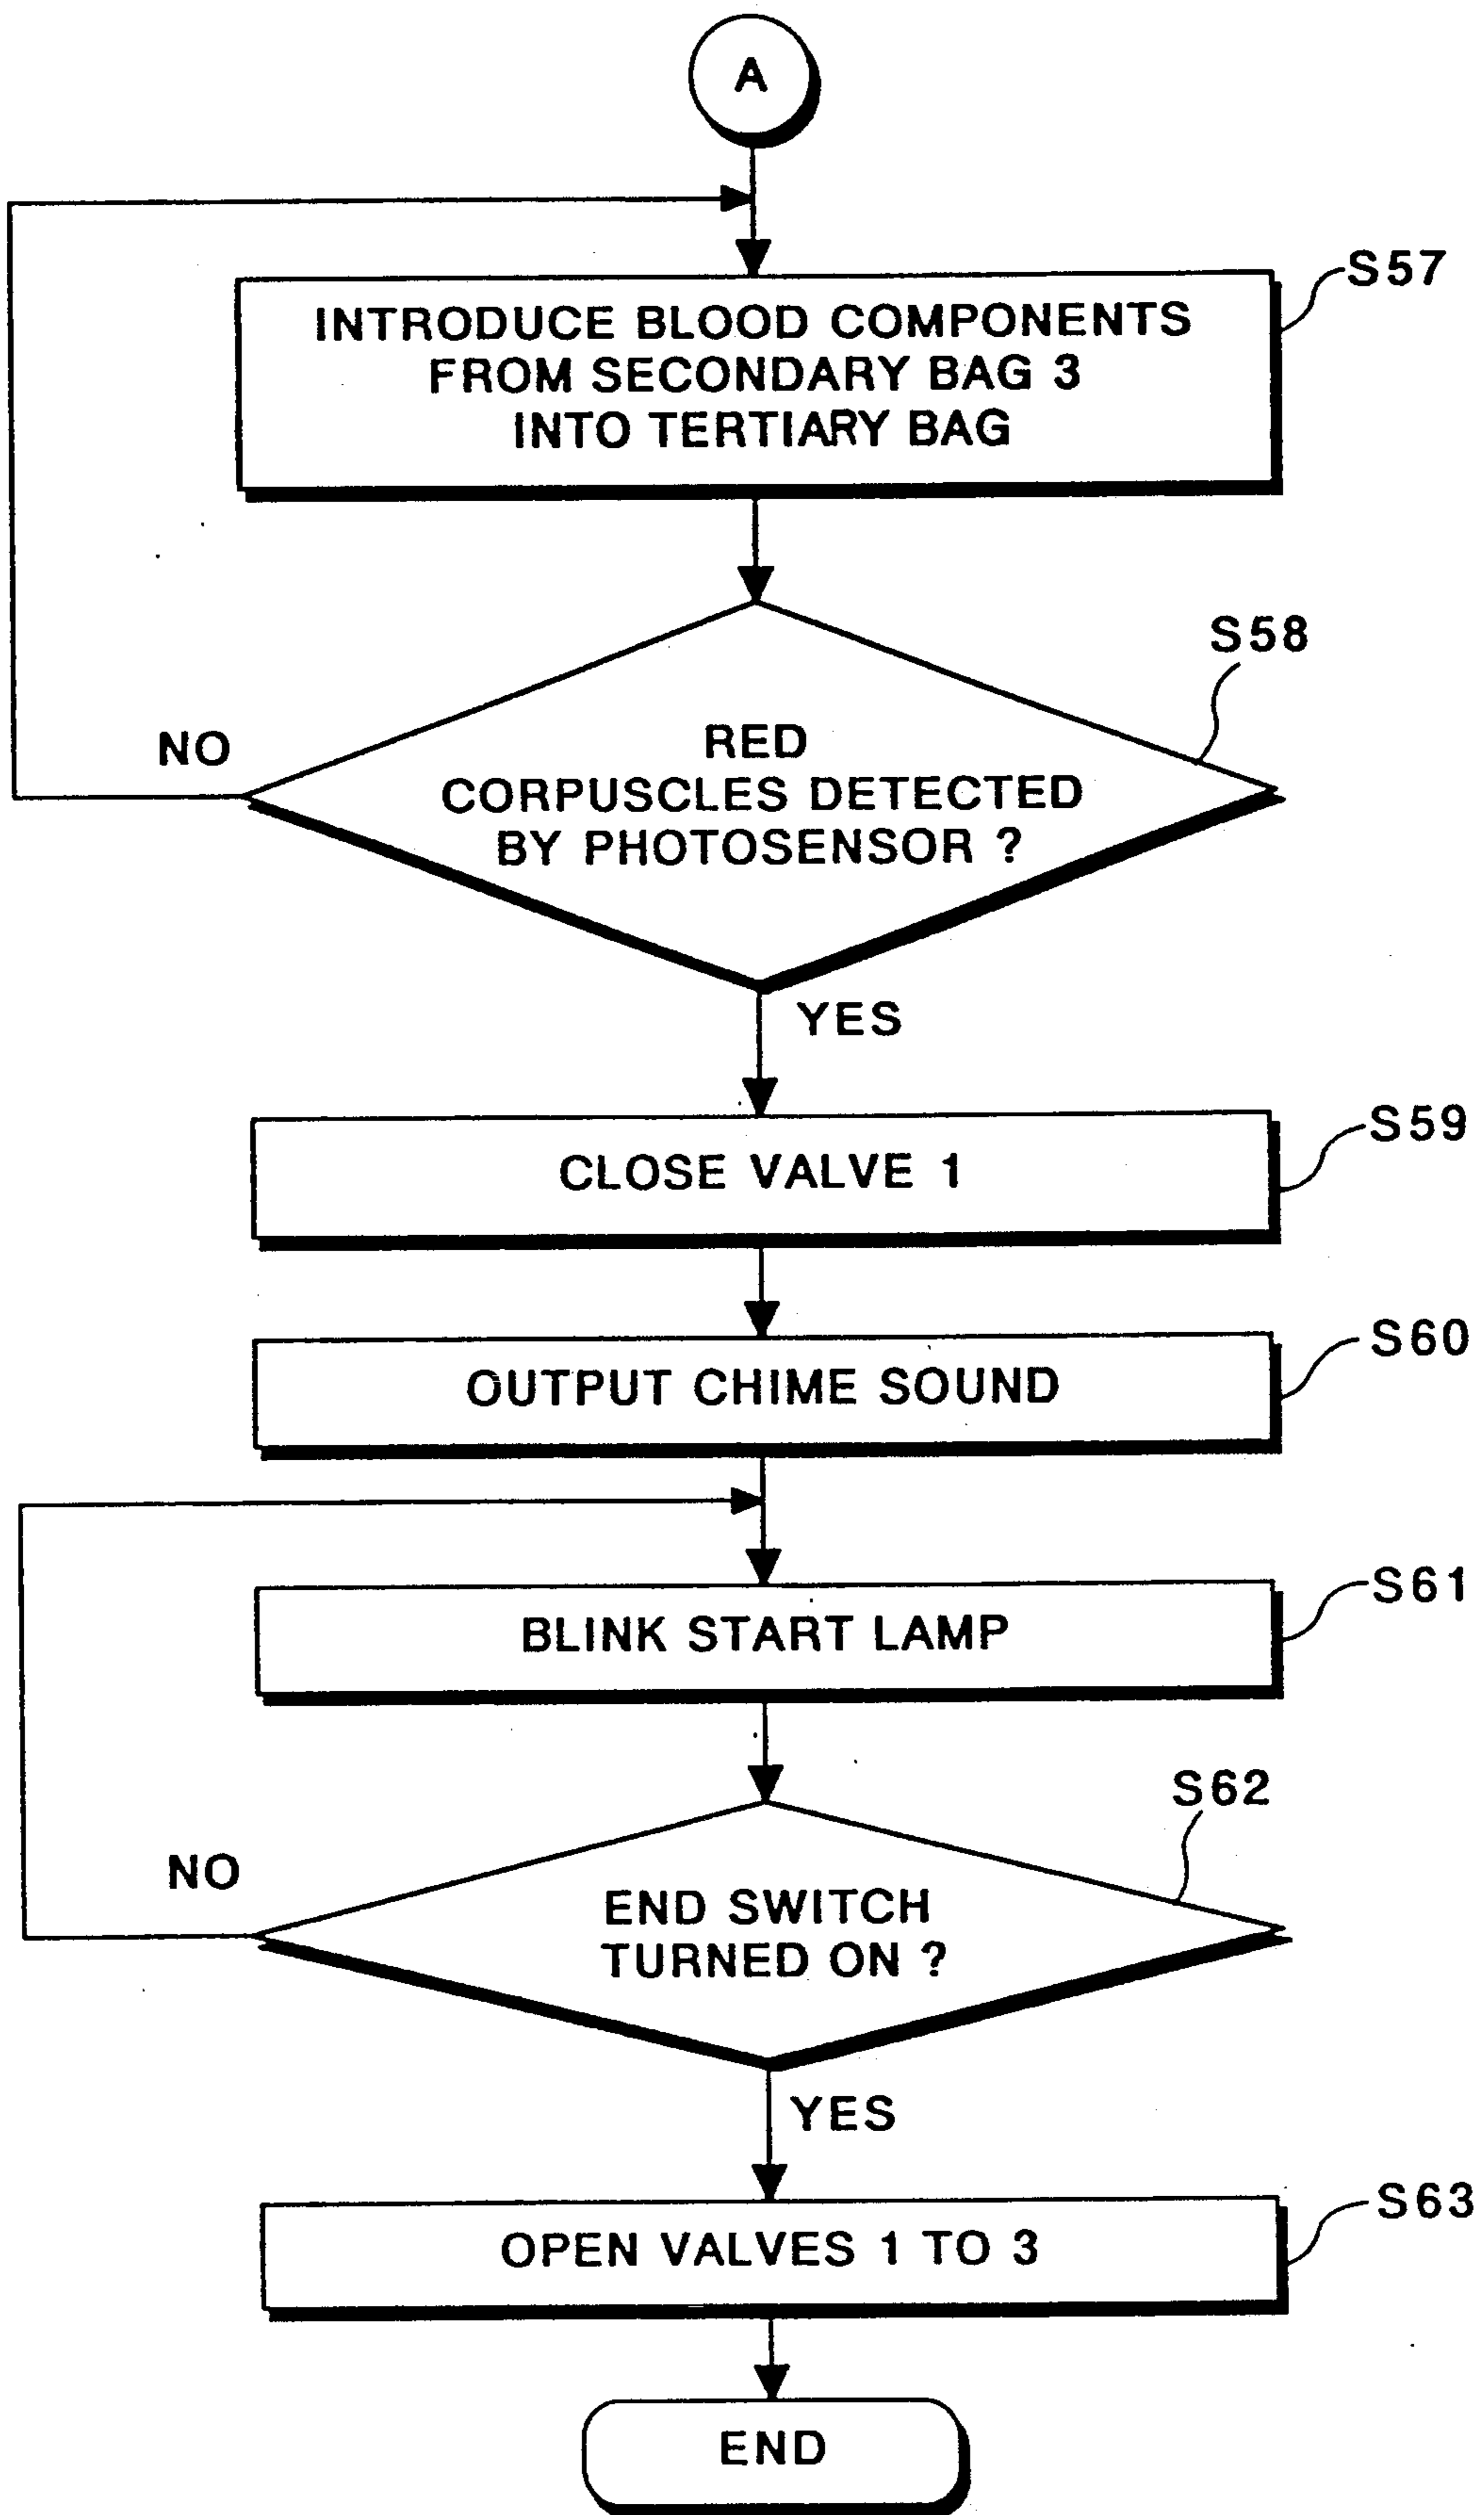 A
S57
INTRODUCE BLOOD COMPONENTS
FROM SECONDARY BAG 3
INTO TERTIARY BAG
S58
NO
RED
CORPUSCLES DETECTED
BY PHOTOSENSOR ?
YES
S59
CLOSE VALVE 1
S60
OUTPUT CHIME SOUND
S61
BLINK START LAMP
S62
NO
END SWITCH
TURNED ON ?
YES
S63
OPEN VALVES 1 TO 3
END